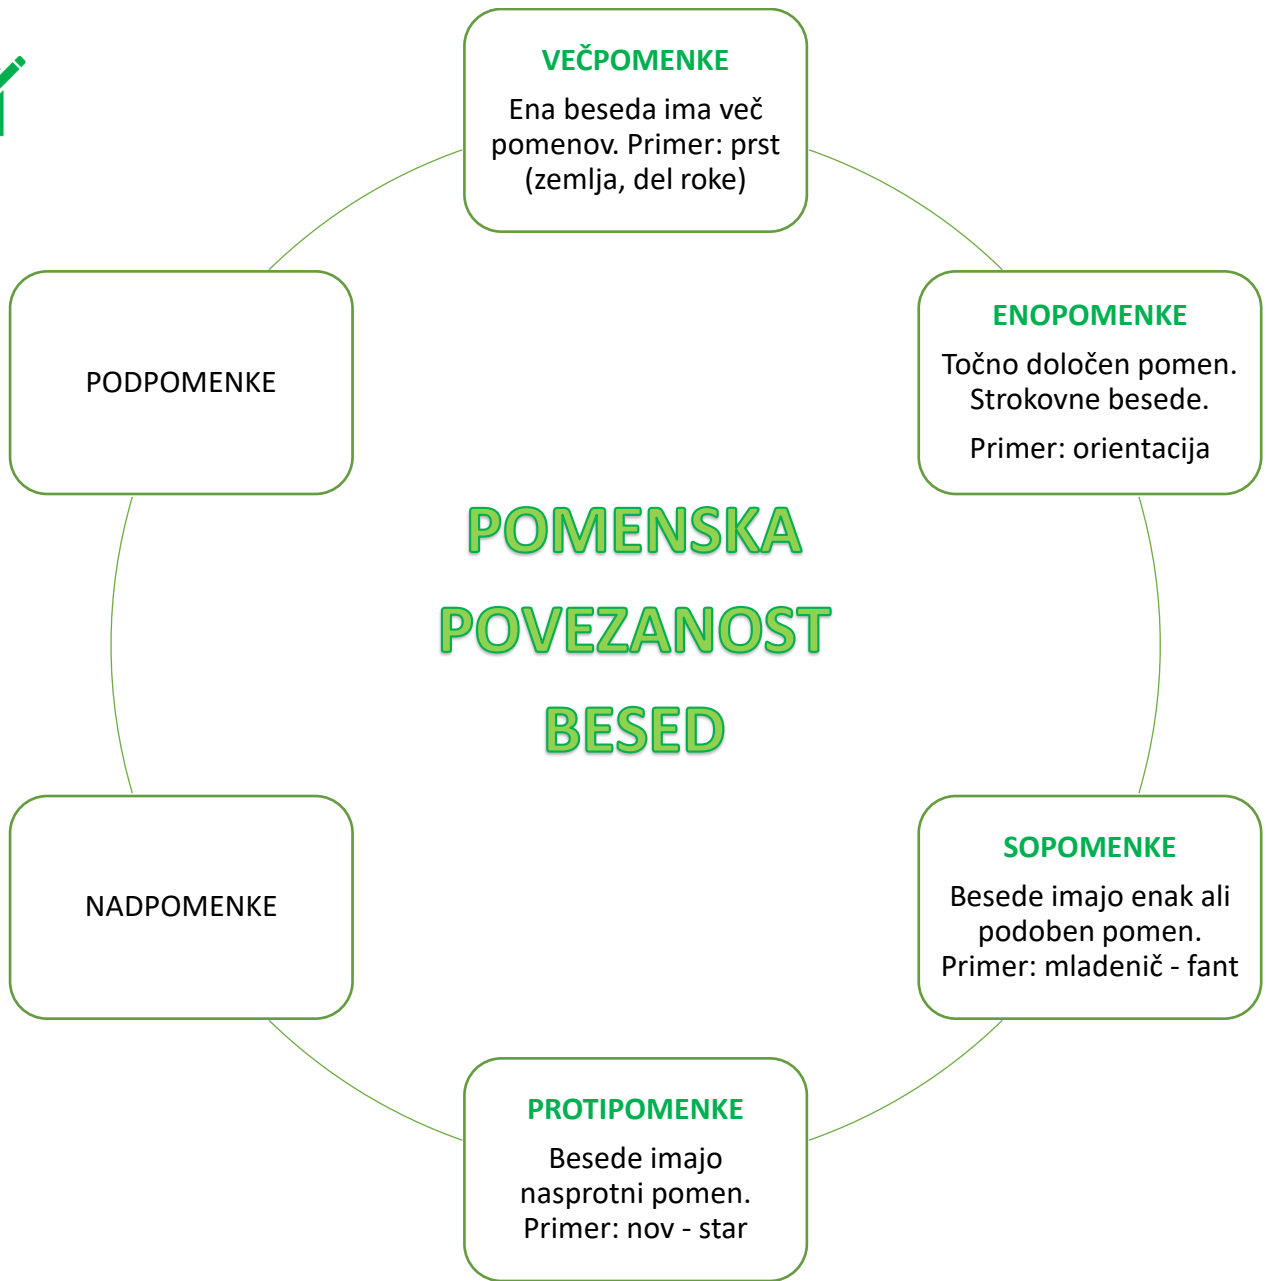 VEČPOMENKE
Ena beseda ima več
pomenov. Primer: prst
(zemlja, del roke)
ENOPOMENKE
Točno določen pomen.
Strokovne besede.
Primer: orientacija
SOPOMENKE
Besede imajo enak ali
podoben pomen.
Primer: mladenič - fant
PROTIPOMENKE
Besede imajo
nasprotni pomen.
Primer: nov - star
NADPOMENKE
PODPOMENKE
POMENSKA
POVEZANOST
BESED